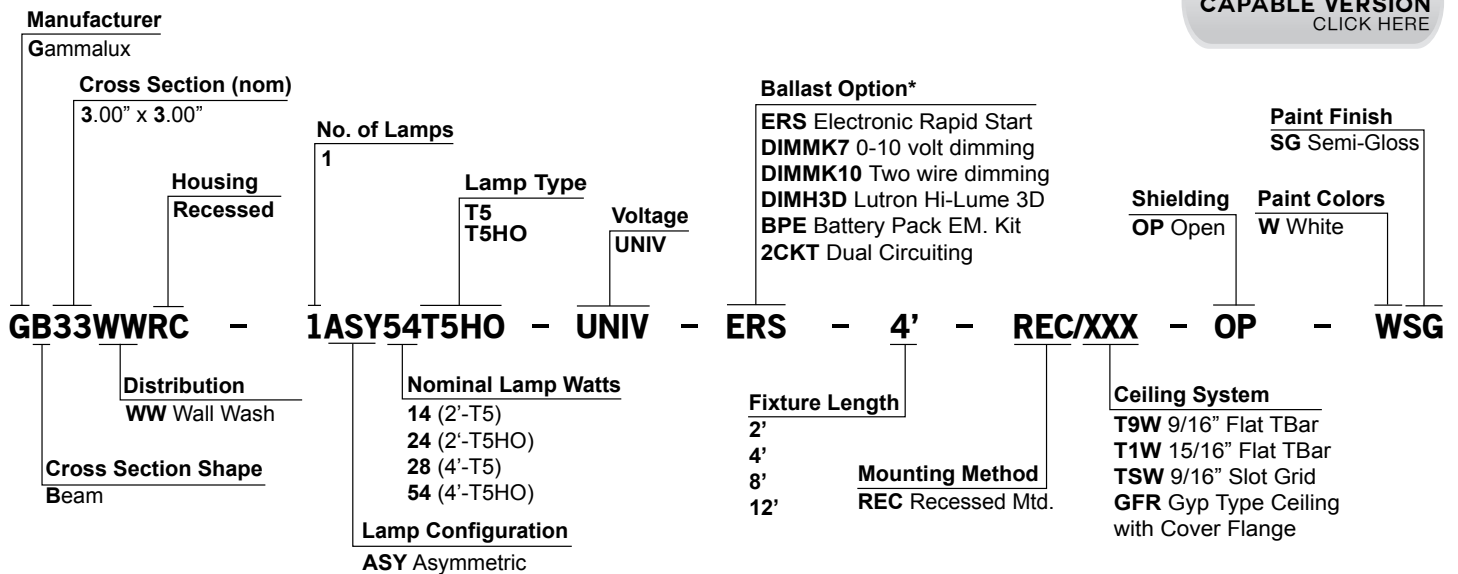 CAPABLE VERSION
CLICK HERE
Manufacturer
Gammalux
Cross Section (nom)
3.00” x 3.00”
Housing
Recessed
No. of Lamps
1
Lamp Type
T5
T5HO
Voltage
UNIV
Ballast Option*
ERS Electronic Rapid Start
DIMMK7 0-10 volt dimming
DIMMK10 Two wire dimming
DIMH3D Lutron Hi-Lume 3D
BPE Battery Pack EM. Kit
2CKT Dual Circuiting
Shielding
OP Open
Paint Colors
W White
Paint Finish
SG Semi-Gloss
GB33WWRC - 1ASY54T5HO - UNIV - ERS - 4’ - REC/XXX - OP - WSG
Distribution
WW Wall Wash
Cross Section Shape
Beam
Nominal Lamp Watts
14 (2’-T5)
24 (2‘-T5HO)
28 (4’-T5)
54 (4’-T5HO)
Lamp Configuration
ASY Asymmetric
Fixture Length
2’
4’
8’
12’
Mounting Method
REC Recessed Mtd.
Ceiling System
T9W 9/16” Flat TBar
T1W 15/16” Flat TBar
TSW 9/16” Slot Grid
GFR Gyp Type Ceiling
with Cover Flange